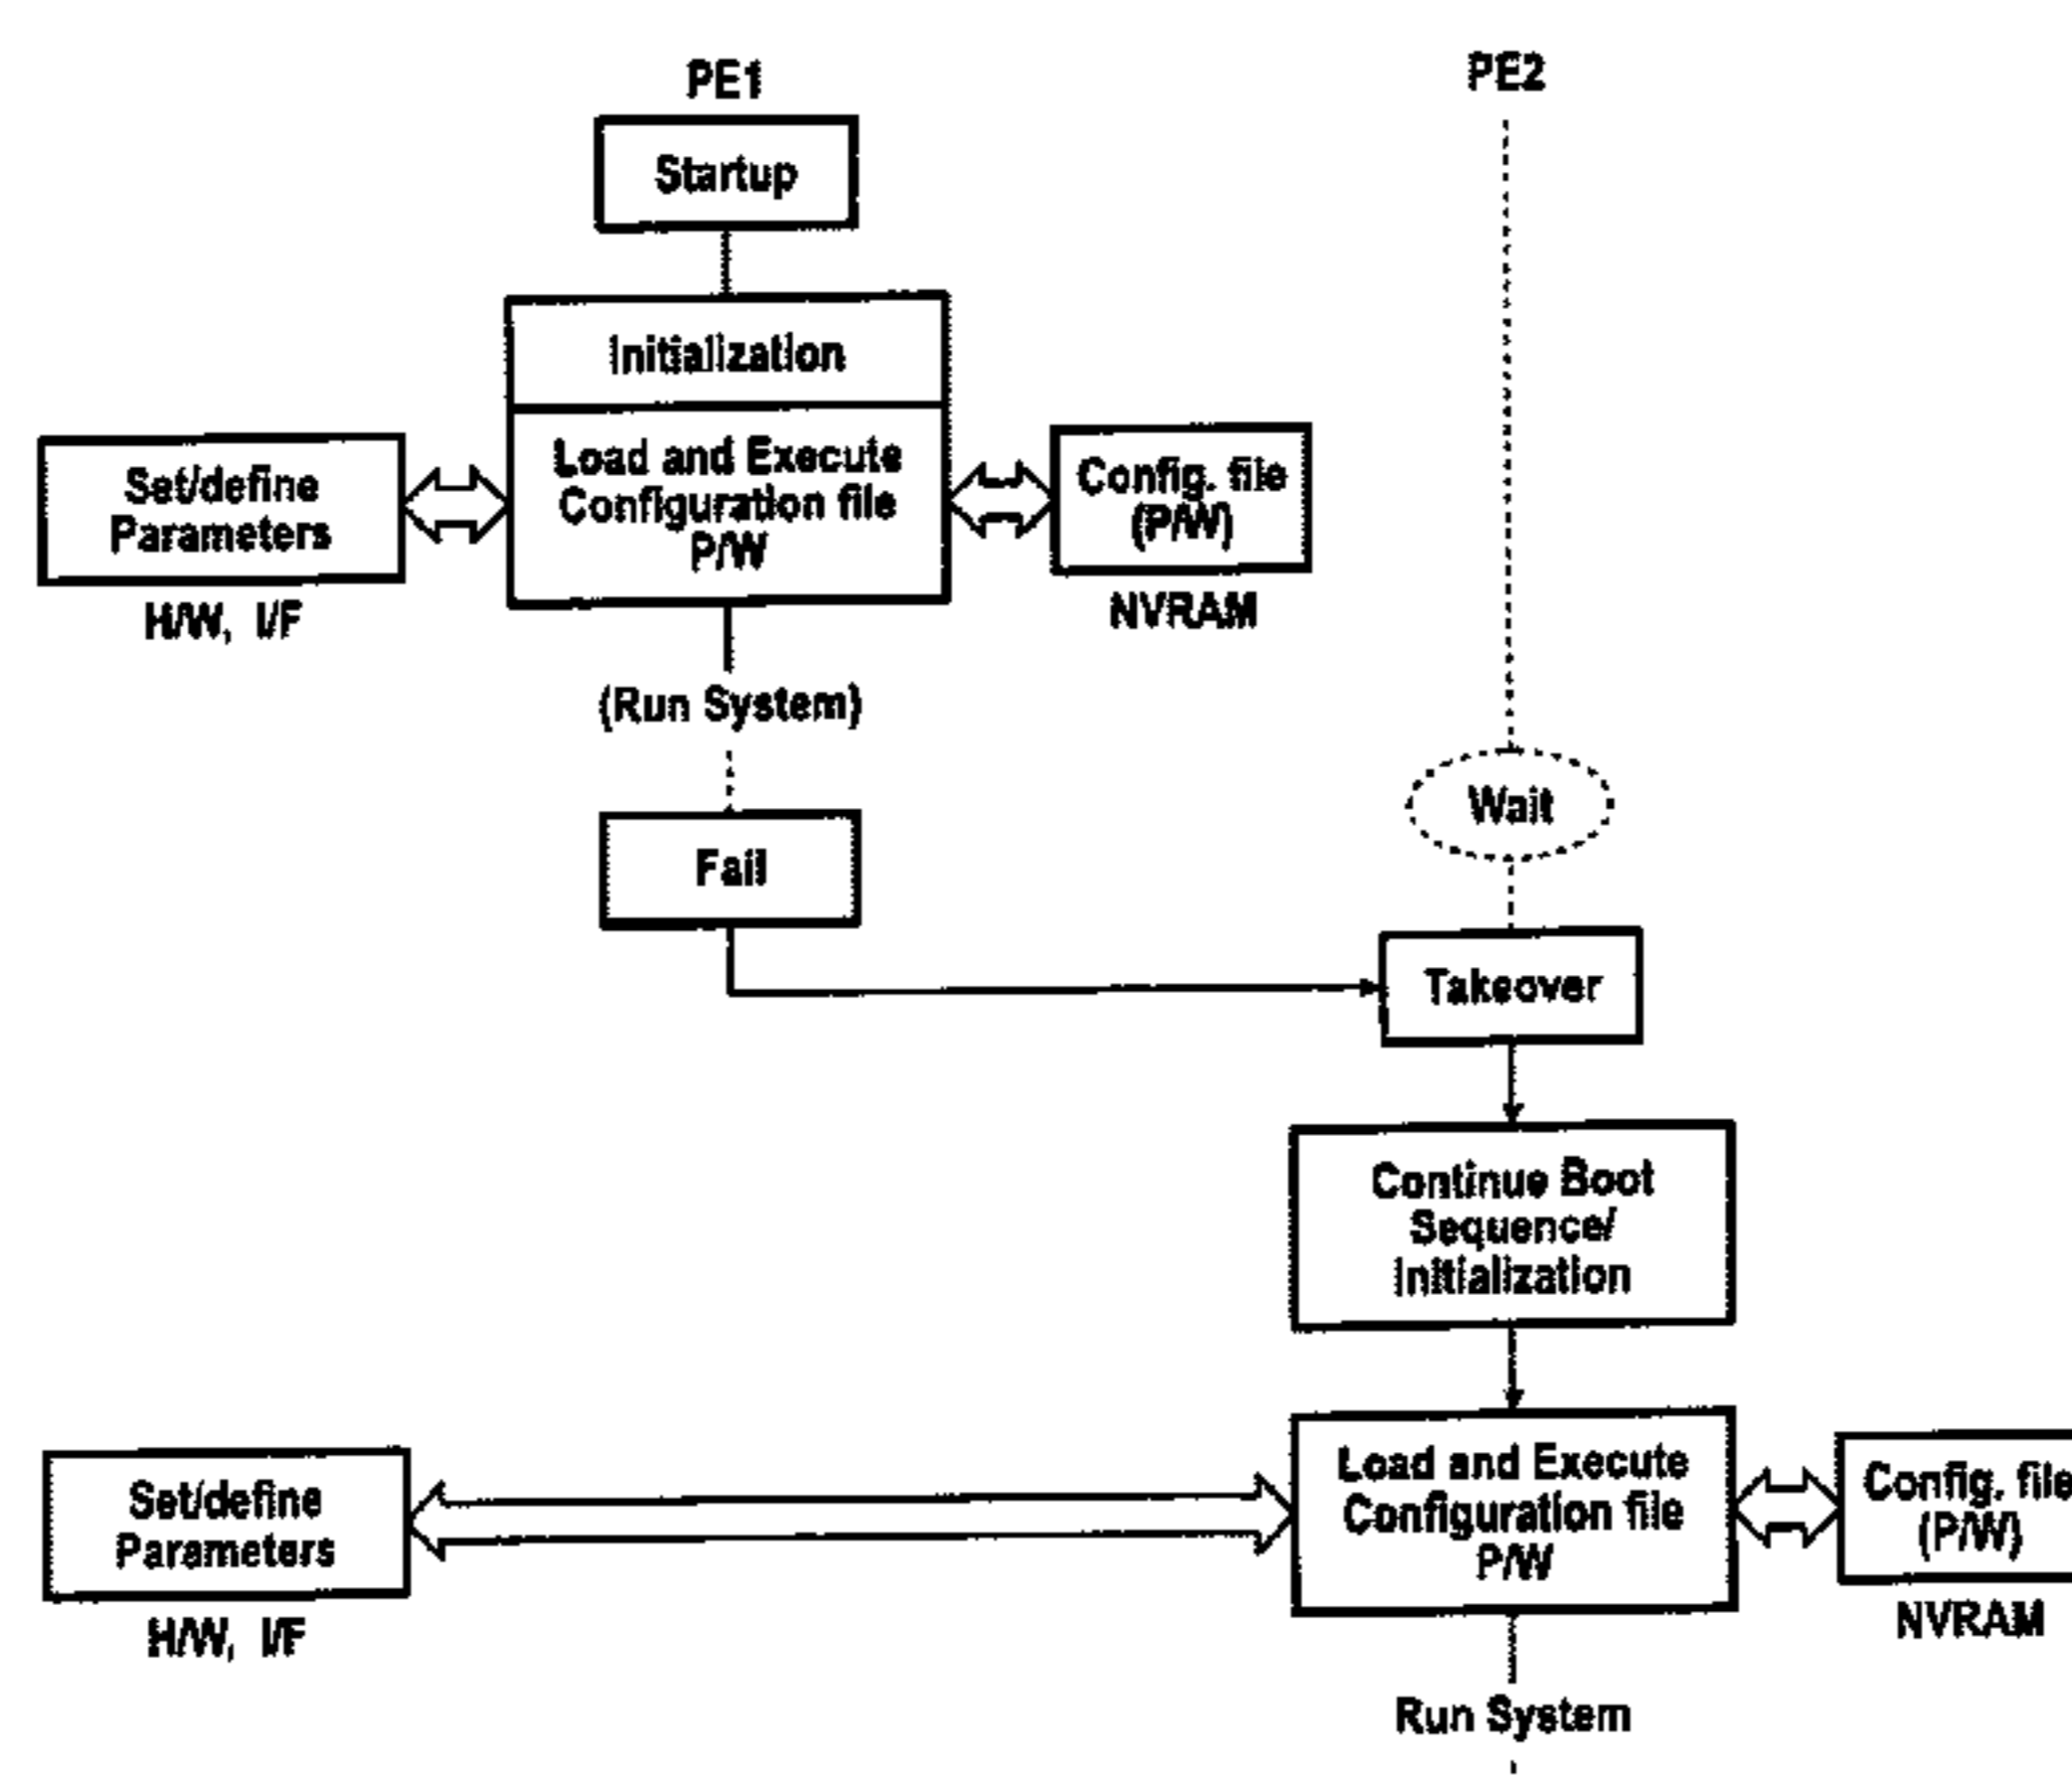 PE1
PE2
Startup
Initialization
Load and Execute
Configuration file
P/W
Set/define
Parameters
H/W, I/F
Config. file
(P/W)
NVRAM
(Run System)
Wait
Fail
Takeover
Continue Boot
Sequence/
Initialization
Load and Execute
Configuration file
P/W
Set/define
Parameters
H/W, I/F
Config. file
(P/W)
NVRAM
Run System